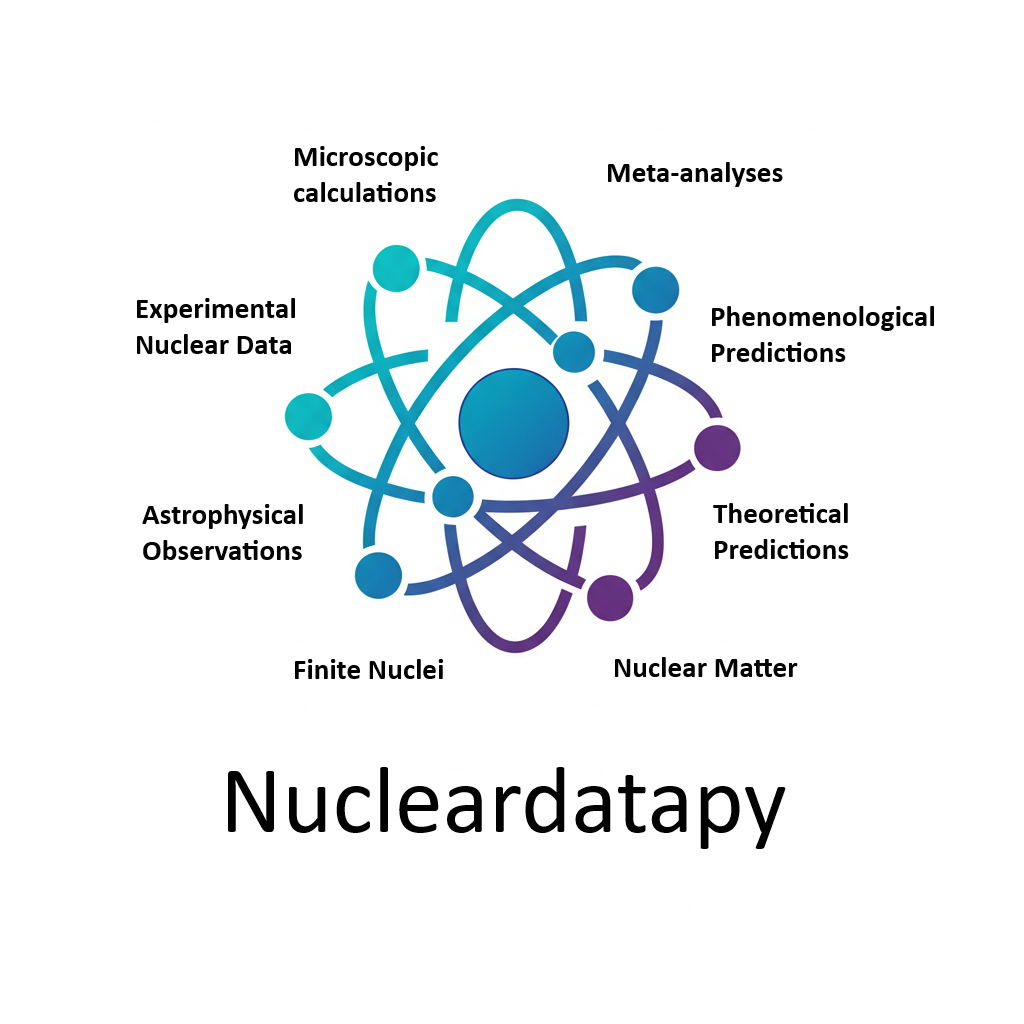 Microscopic
calculations
Meta-analyses
Experimental
Nuclear Data
Phenomenological
Predictions
Astrophysical
Observations
Theoretical
Predictions
Finite Nuclei
Nuclear Matter
Nucleardatapy